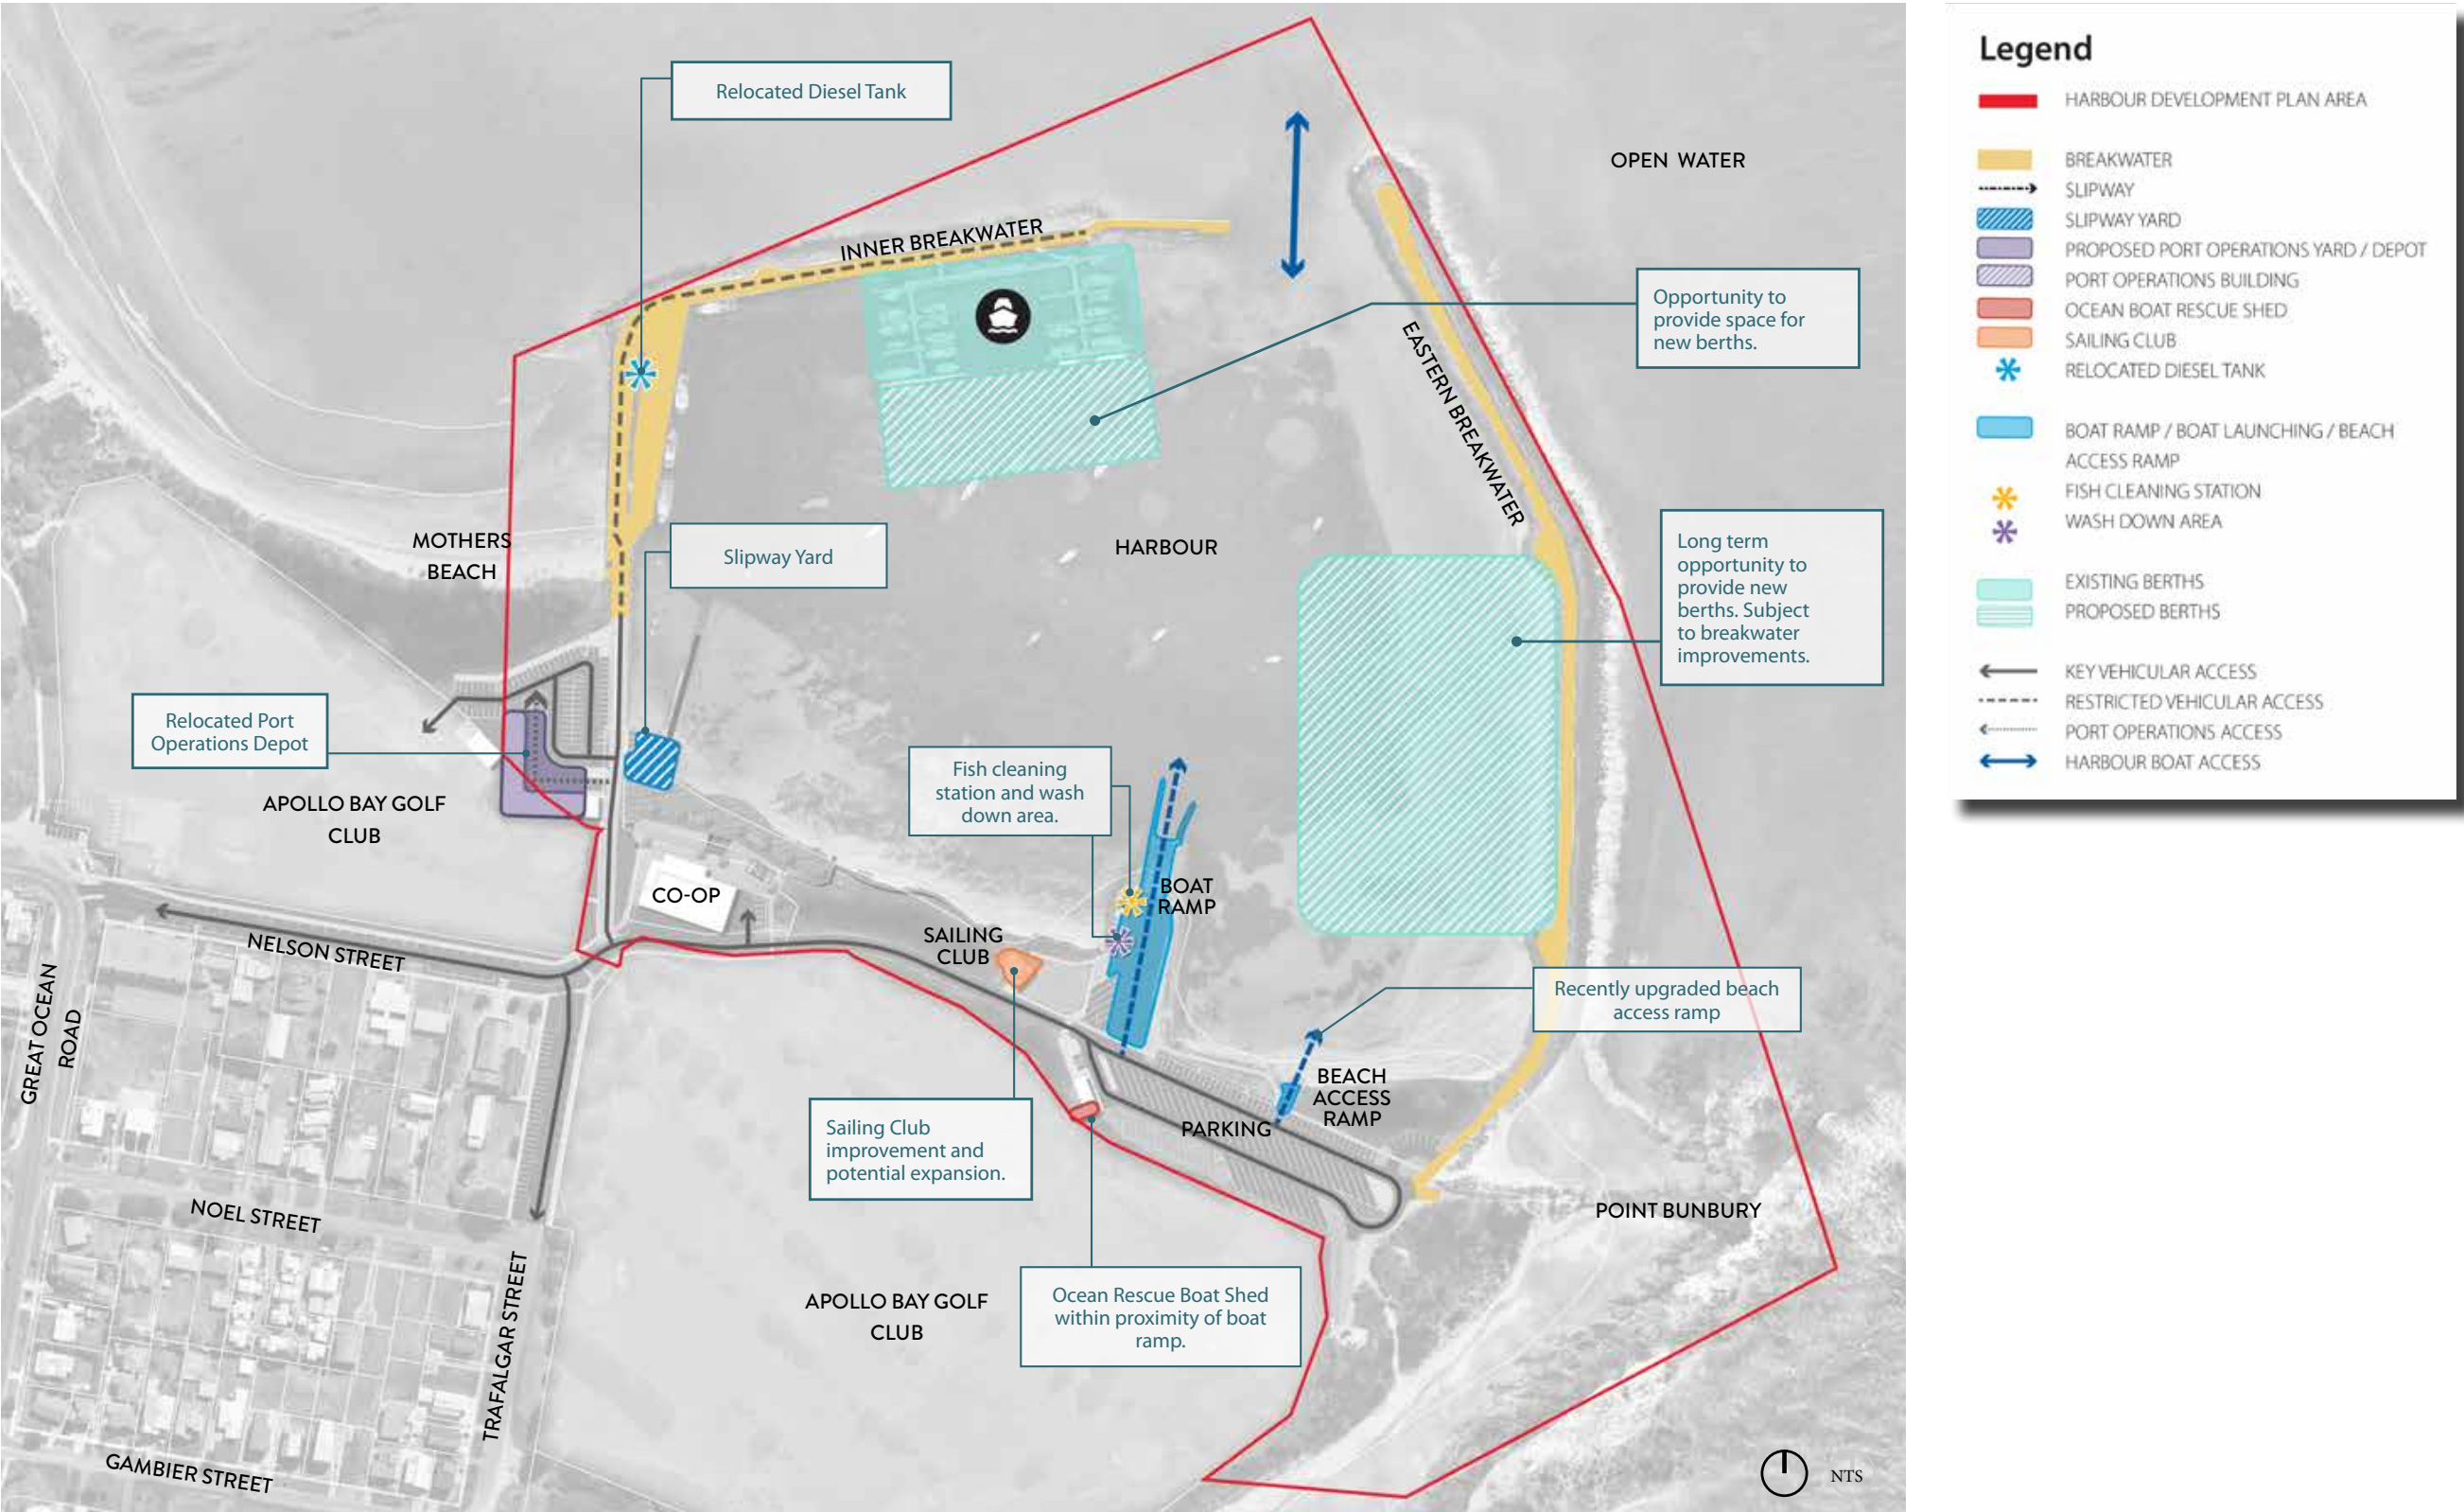 Relocated Diesel Tank
OPEN WATER
INNER BREAKWATER
Opportunity to
provide space for
new berths.
EASTERN BREAKWATER
MOTHERS
BEACH
Slipway Yard
HARBOUR
Long term
opportunity to
provide new
berths. Subject
to breakwater
improvements.
Relocated Port
Operations Depot
APOLLO BAY GOLF
CLUB
Fish cleaning
station and wash
down area.
CO-OP
BOAT
RAMP
SAILING
CLUB
NELSON STREET
GREAT OCEAN
ROAD
Recently upgraded beach
access ramp
BEACH
ACCESS
RAMP
PARKING
Sailing Club
improvement and
potential expansion.
NOEL STREET
POINT BUNBURY
TRAFALGAR STREET
APOLLO BAY GOLF
CLUB
Ocean Rescue Boat Shed
within proximity of boat
ramp.
GAMBIER STREET
NTS
Legend
HARBOUR DEVELOPMENT PLAN AREA
BREAKWATER
SLIPWAY
SLIPWAY YARD
PROPOSED PORT OPERATIONS YARD / DEPOT
PORT OPERATIONS BUILDING
OCEAN BOAT RESCUE SHED
SAILING CLUB
RELOCATED DIESEL TANK
BOAT RAMP / BOAT LAUNCHING / BEACH
ACCESS RAMP
FISH CLEANING STATION
WASH DOWN AREA
EXISTING BERTHS
PROPOSED BERTHS
KEY VEHICULAR ACCESS
RESTRICTED VEHICULAR ACCESS
PORT OPERATIONS ACCESS
HARBOUR BOAT ACCESS